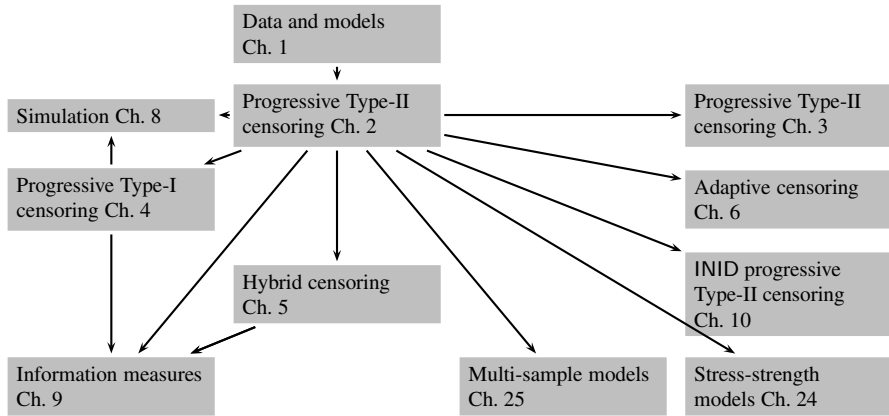 Data and models
Ch. 1
Simulation Ch. 8
Progressive Type-II
censoring Ch. 2
Progressive Type-II
censoring Ch. 3
Progressive Type-I
censoring Ch. 4
Adaptive censoring
Ch. 6
Hybrid censoring
Ch. 5
INID progressive
Type-II censoring
Ch. 10
Information measures
Ch. 9
Multi-sample models
Ch. 25
Stress-strength
models Ch. 24